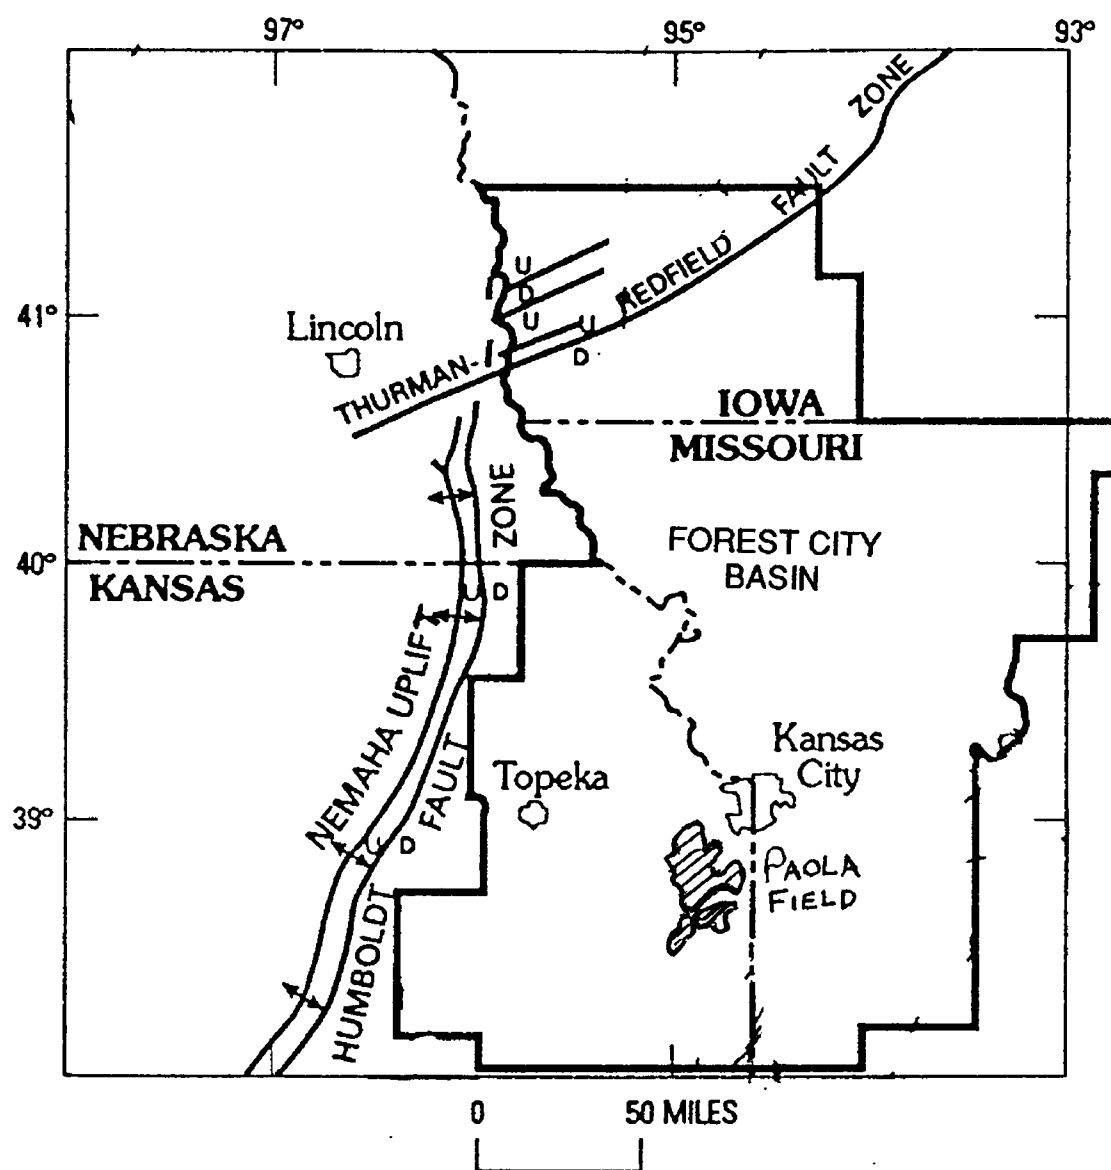 97°
95°
93°
ZONE
FAULT
REDFIELD
THURMAN-
U
D
U
U
D
41°
Lincoln
IOWA
MISSOURI
ZONE
NEBRASKA
KANSAS
40°
FOREST CITY
BASIN
U D
NEMAHA UPLIFT
FAULT
HUMBOLDT
D
Topeka
Kansas
City
39°
PAOLA
FIELD
0 50 MILES